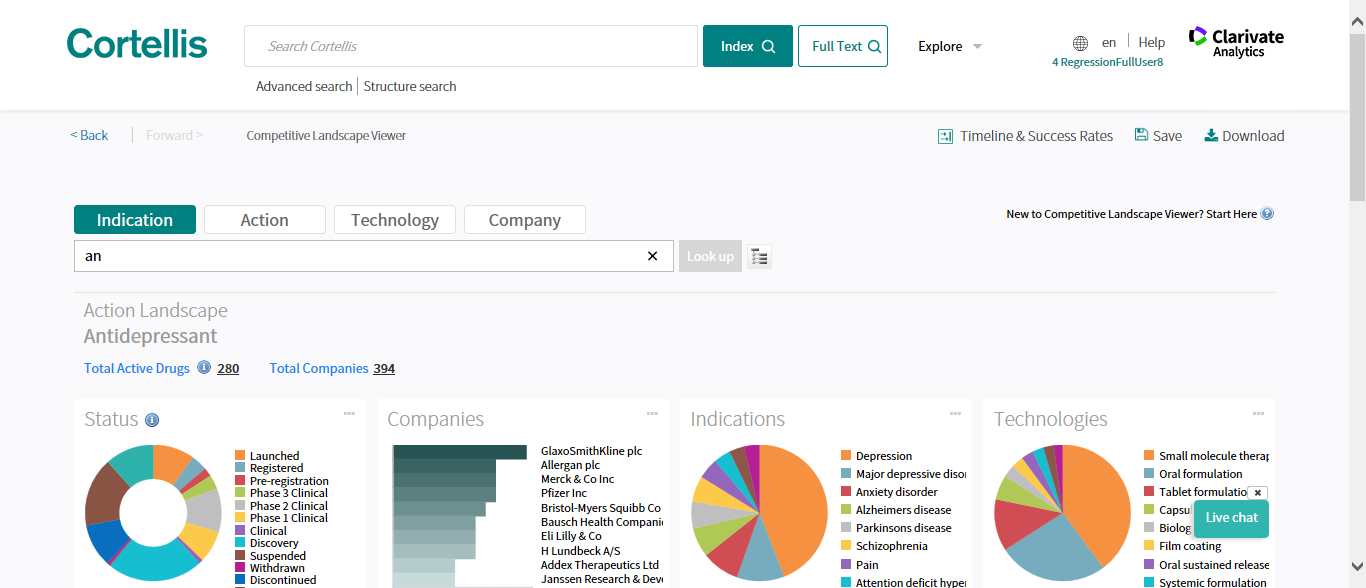 Cortellis
Search Cortellis
Index
Full Text
Explore
en
Help
Clarivate
Analytics
4 RegressionFullUser8
Advanced search
Structure search
< Back
Forward >
Competitive Landscape Viewer
Timeline & Success Rates
Save
Download
Indication
Action
Technology
Company
New to Competitive Landscape Viewer? Start Here
an
Look up
Action Landscape
Antidepressant
Total Active Drugs 280
Total Companies 394
Status
Launched
Registered
Pre-registration
Phase 3 Clinical
Phase 2 Clinical
Phase 1 Clinical
Clinical
Discovery
Suspended
Withdrawn
Discontinued
Companies
GlaxoSmithKline plc
Allergan plc
Merck & Co Inc
Pfizer Inc
Bristol-Myers Squibb Co
Bausch Health Compani
Eli Lilly & Co
H Lundbeck A/S
Addex Therapeutics Ltd
Janssen Research & Deve
Indications
Depression
Major depressive disor
Anxiety disorder
Alzheimers disease
Parkinsons disease
Schizophrenia
Pain
Attention deficit hyper
Technologies
Small molecule therap
Oral formulation
Tablet formulatio
Capsu
Biolog
Film coating
Oral sustained release
Systemic formulation
Live chat